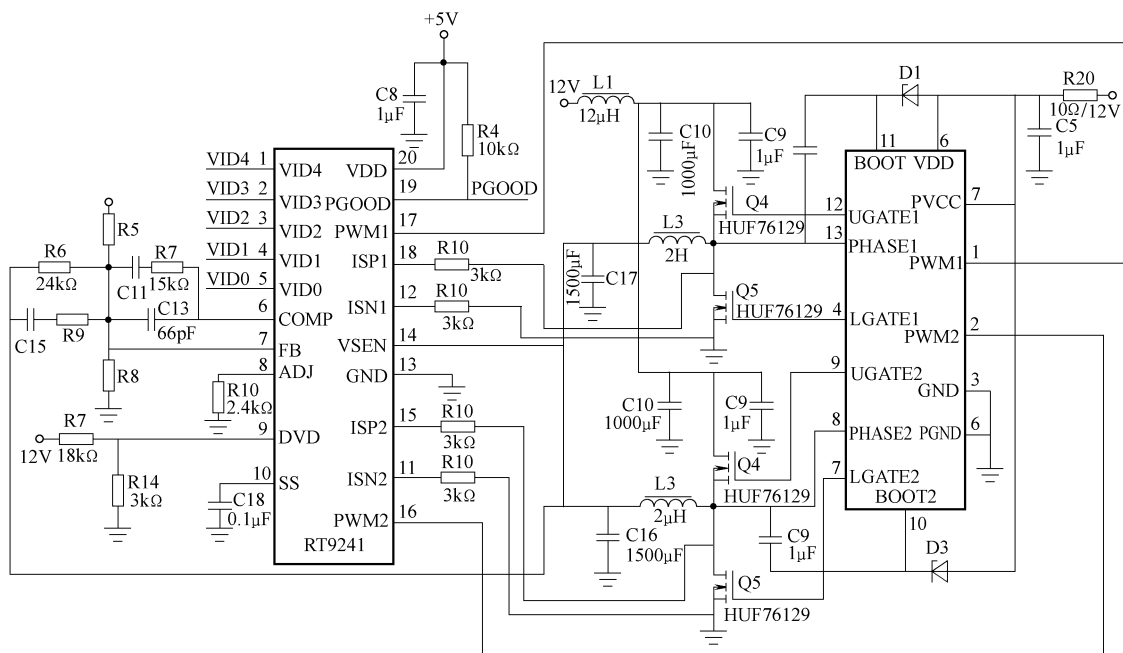 +5V
C8
1μF
R4
10kΩ
12V
L1
12μH
C10
1000μF
C9
1μF
D1
R20
10Ω/12V
C5
1μF
11
6
BOOT VDD
VID4 1
VID4
VID3 2
VID3
VID2 3
VID2
VID1 4
VID1
VID0 5
VID0
6
COMP
7
FB
8
ADJ
9
DVD
10
SS
20
VDD
19
PGOOD
PGOOD
17
PWM1
18
ISP1
12
ISN1
14
VSEN
13
GND
15
ISP2
11
ISN2
16
PWM2
RT9241
R5
R6
24kΩ
R7
15kΩ
C11
C13
66pF
C15
R9
R8
R10
2.4kΩ
R7
12V
18kΩ
R14
3kΩ
C18
0.1μF
R10
3kΩ
R10
3kΩ
R10
3kΩ
R10
3kΩ
L3
2H
1500μF
C17
Q4
HUF76129
Q5
HUF76129
C10
1000μF
C9
1μF
Q4
HUF76129
L3
2μH
C16
1500μF
C9
1μF
Q5
HUF76129
12
UGATE1
13
PHASE1
4
LGATE1
9
UGATE2
8
PHASE2
7
LGATE2
BOOT2
10
7
PVCC
1
PWM1
2
PWM2
3
GND
6
PGND
D3